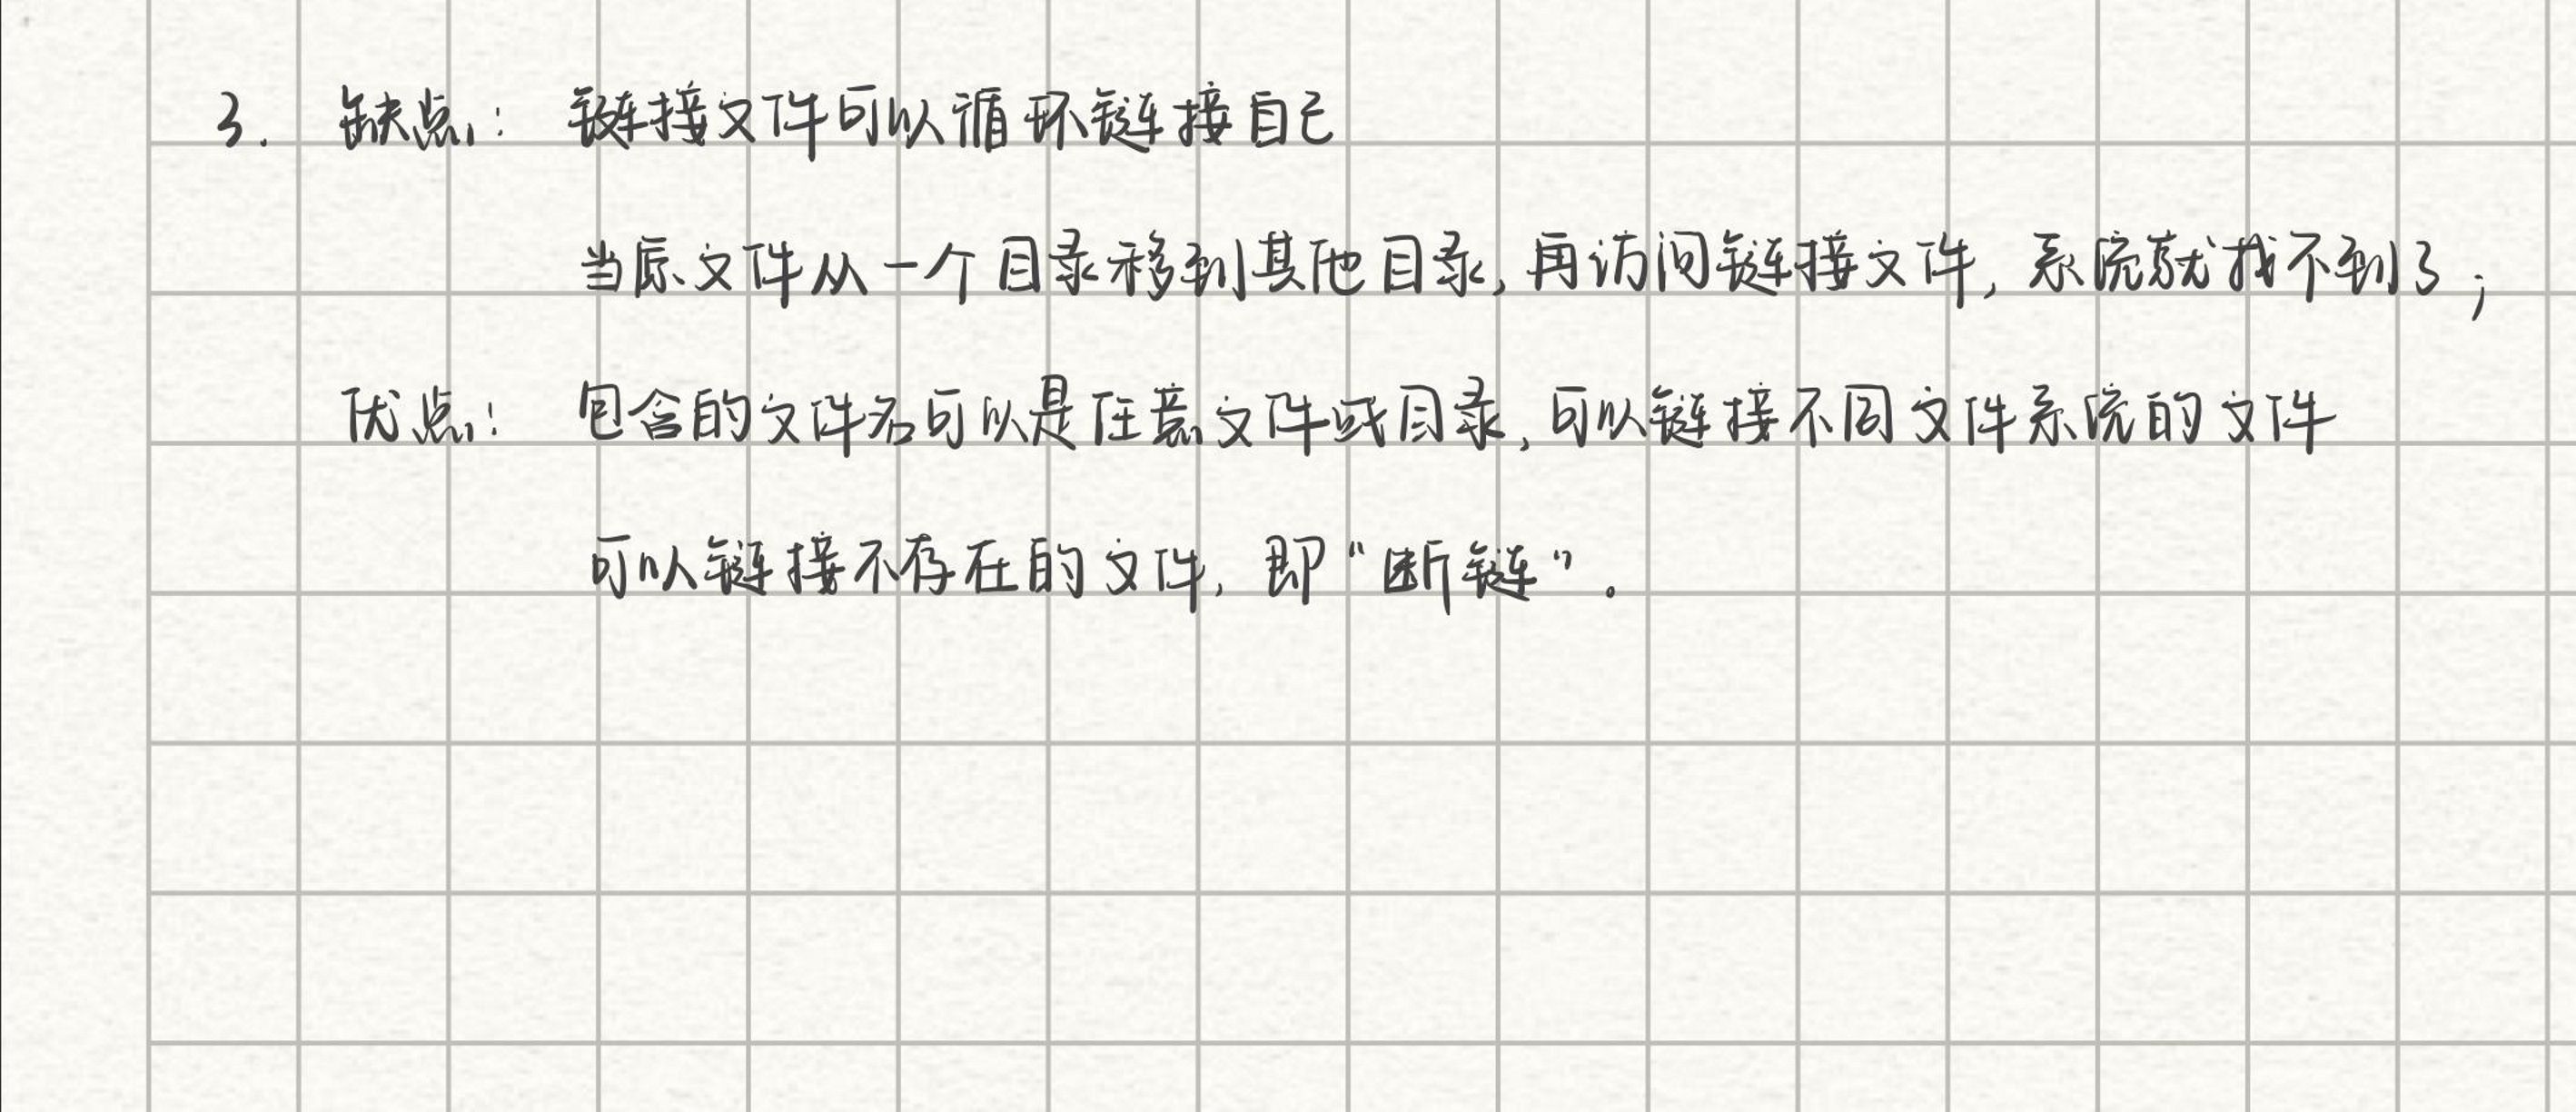 3. 缺点: 链接文件可以循环链接自己
当原文件从一个目录移到其他目录, 再访问链接文件, 系统就找不到了;
优点: 包含的文件名可以是任意文件或目录, 可以链接不同文件系统的文件
可以链接不存在的文件, 即“断链”。